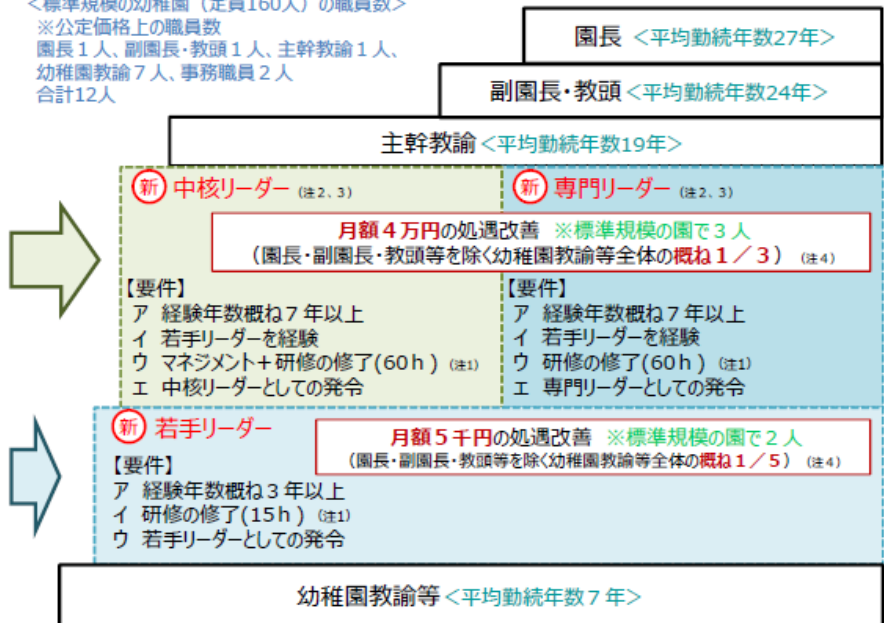 <標準規模の幼稚園（定員160人）の職員数>
※公定価格上の職員数
園長１人、副園長・教頭１人、主幹教諭１人、
幼稚園教諭７人、事務職員２人
合計12人
園長 <平均勤続年数27年>
副園長・教頭 <平均勤続年数24年>
主幹教諭 <平均勤続年数19年>
新 中核リーダー （注2、3）
新 専門リーダー （注2、3）
月額４万円の処遇改善 ※標準規模の園で３人
（園長・副園長・教頭等を除く幼稚園教諭等全体の概ね１／３）（注4）
【要件】
ア 経験年数概ね７年以上
イ 若手リーダーを経験
ウ マネジメント＋研修の修了(60ｈ)（注1）
エ 中核リーダーとしての発令
【要件】
ア 経験年数概ね７年以上
イ 若手リーダーを経験
ウ 研修の修了(60ｈ)（注1）
エ 専門リーダーとしての発令
新 若手リーダー
月額５千円の処遇改善 ※標準規模の園で２人
（園長・副園長・教頭等を除く幼稚園教諭等全体の概ね１／５）（注4）
【要件】
ア 経験年数概ね３年以上
イ 研修の修了(15ｈ)（注1）
ウ 若手リーダーとしての発令
幼稚園教諭等 <平均勤続年数７年>